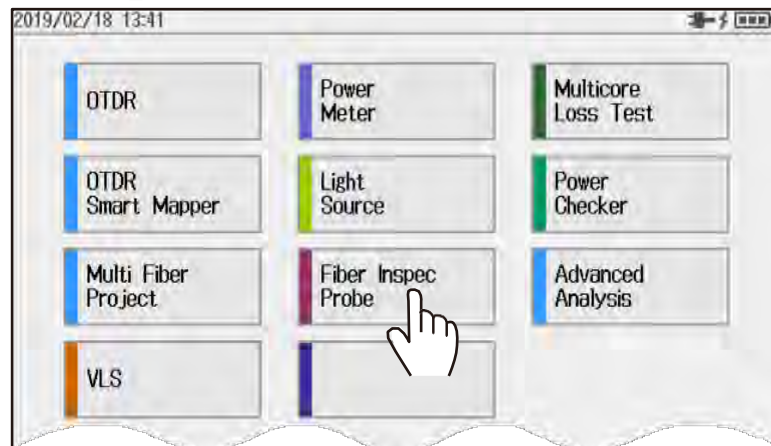 2019/02/18 13:41
OTDR
Power
Meter
Multicore
Loss Test
OTDR
Smart Mapper
Light
Source
Power
Checker
Multi Fiber
Project
Fiber Inspec
Probe
Advanced
Analysis
VLS